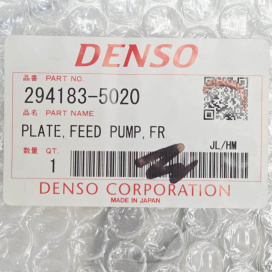 DENSO
品番 PART NO.
294183-5020
品名 PART NAME
PLATE,FEED PUMP,FR
数量 QT. JL/HM
1
DENSO CORPORATION
MADE IN JAPAN